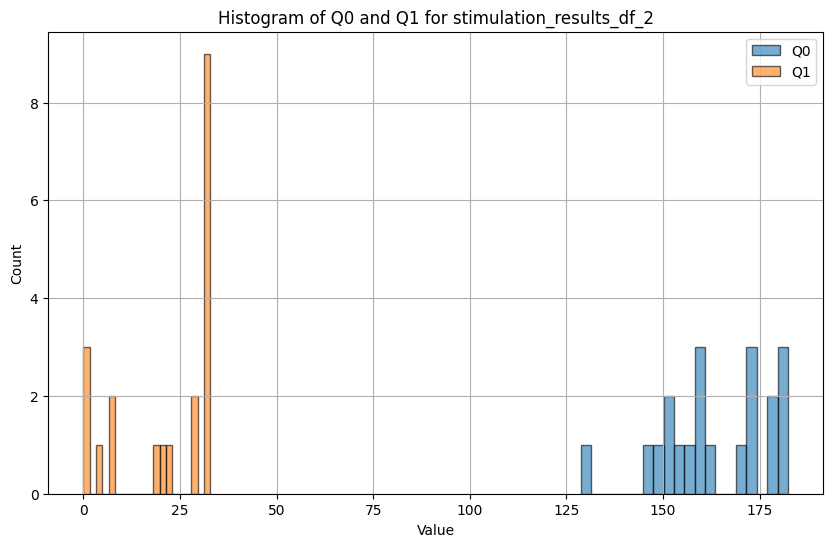 Histogram of Q0 and Q1 for stimulation_results_df_2
Q0
Q1
8
6
4
2
0
Count
0 25 50 75 100 125 150 175
Value